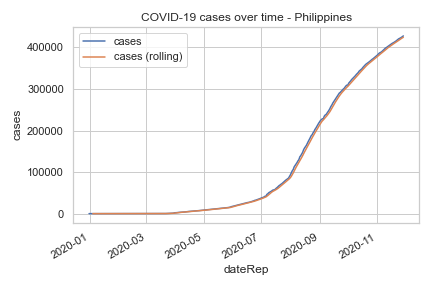 COVID-19 cases over time - Philippines
cases
cases (rolling)
400000
300000
200000
100000
0
cases
2020-01
2020-03
2020-05
2020-07
2020-09
2020-11
dateRep